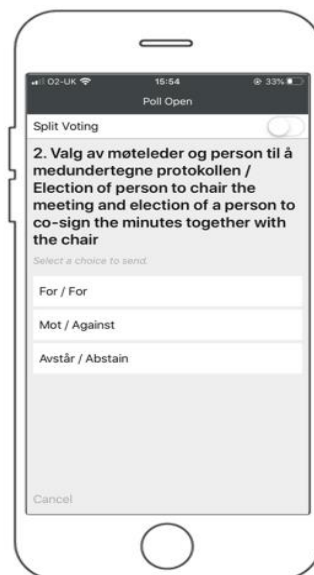 O2-UK 15:54 33%
Poll Open
Split Voting
2. Valg av møteleder og person til å
medundertegne protokollen /
Election of person to chair the
meeting and election of a person to
co-sign the minutes together with
the chair
Select a choice to send.
For / For
Mot / Against
Avstår / Abstain
Cancel